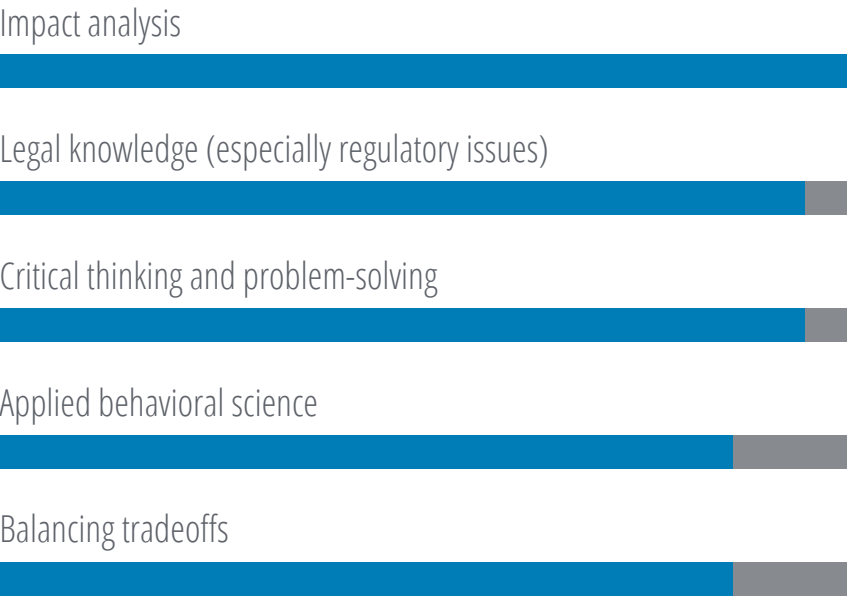 Impact analysis
Legal knowledge (especially regulatory issues)
Critical thinking and problem-solving
Applied behavioral science
Balancing tradeoffs